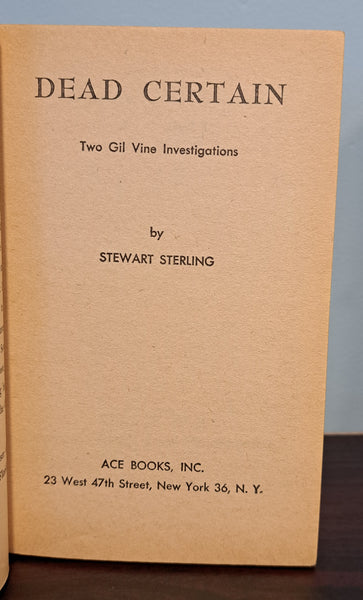 DEAD CERTAIN
Two Gil Vine Investigations
by
STEWART STERLING
ACE BOOKS, INC.
23 West 47th Street, New York 36, N. Y.